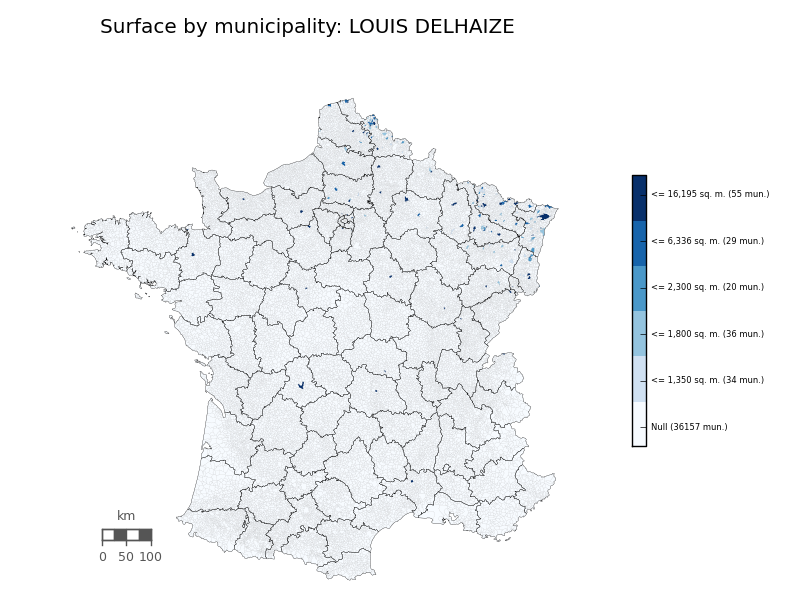 Surface by municipality: LOUIS DELHAIZE
<= 16,195 sq. m. (55 mun.)
<= 6,336 sq. m. (29 mun.)
<= 2,300 sq. m. (20 mun.)
<= 1,800 sq. m. (36 mun.)
<= 1,350 sq. m. (34 mun.)
Null (36157 mun.)
km
0 50 100